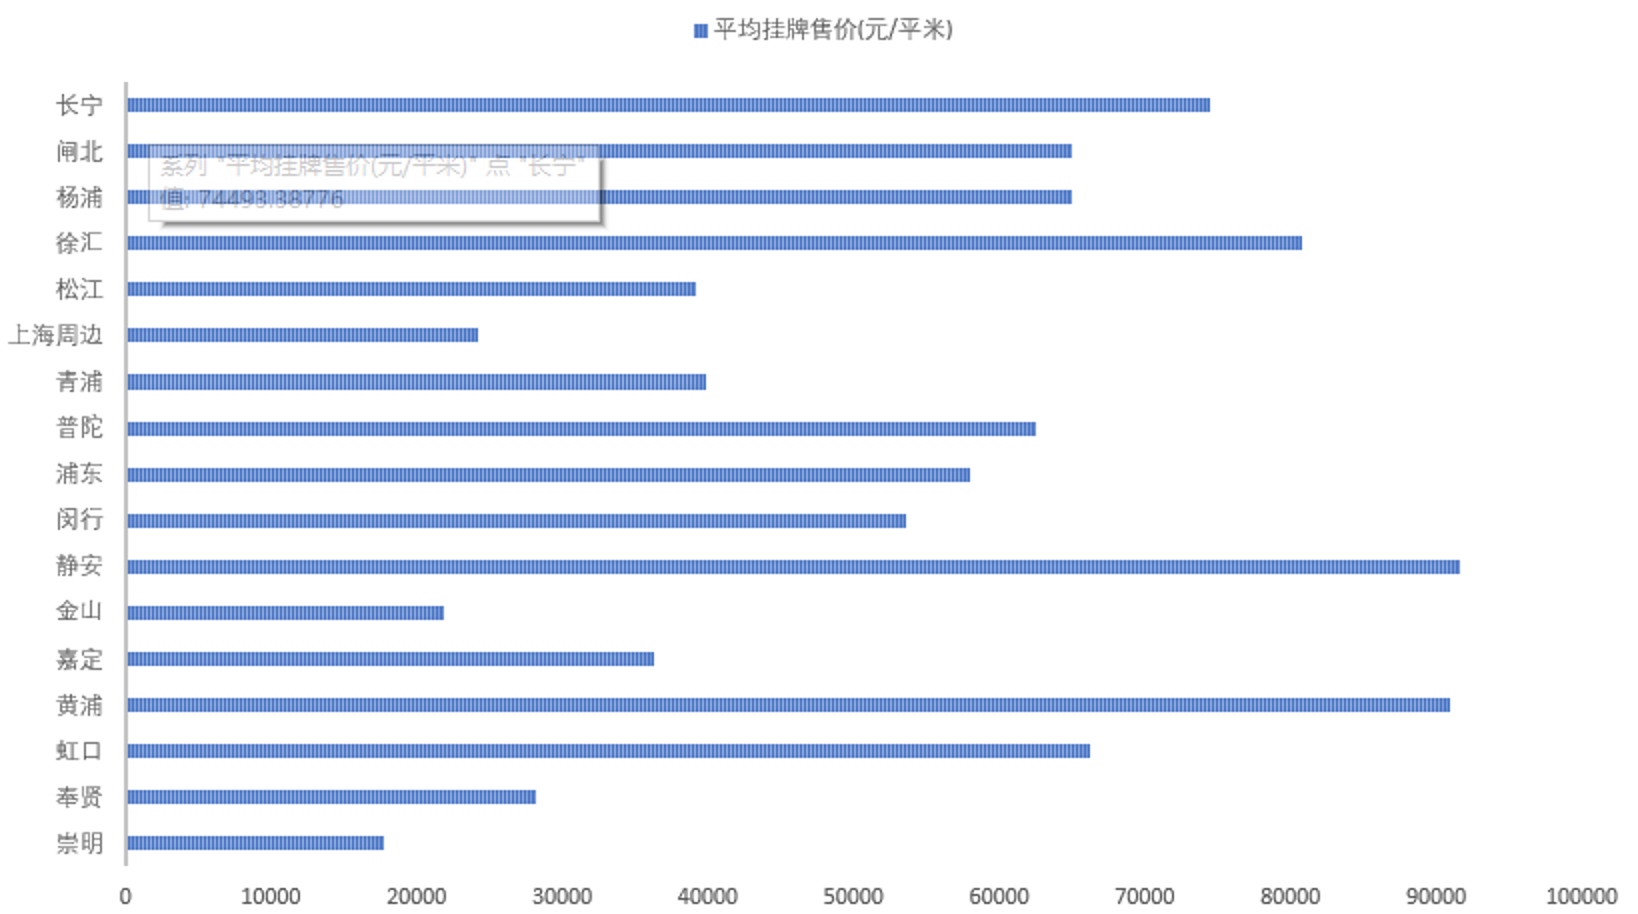 平均挂牌售价(元/平米)
长宁
闸北
系列 "平均挂牌售价(元/平米)" 点 "长宁"
杨浦
值: 74493.38776
徐汇
松江
上海周边
青浦
普陀
浦东
闵行
静安
金山
嘉定
黄浦
虹口
奉贤
崇明
0 10000 20000 30000 40000 50000 60000 70000 80000 90000 100000